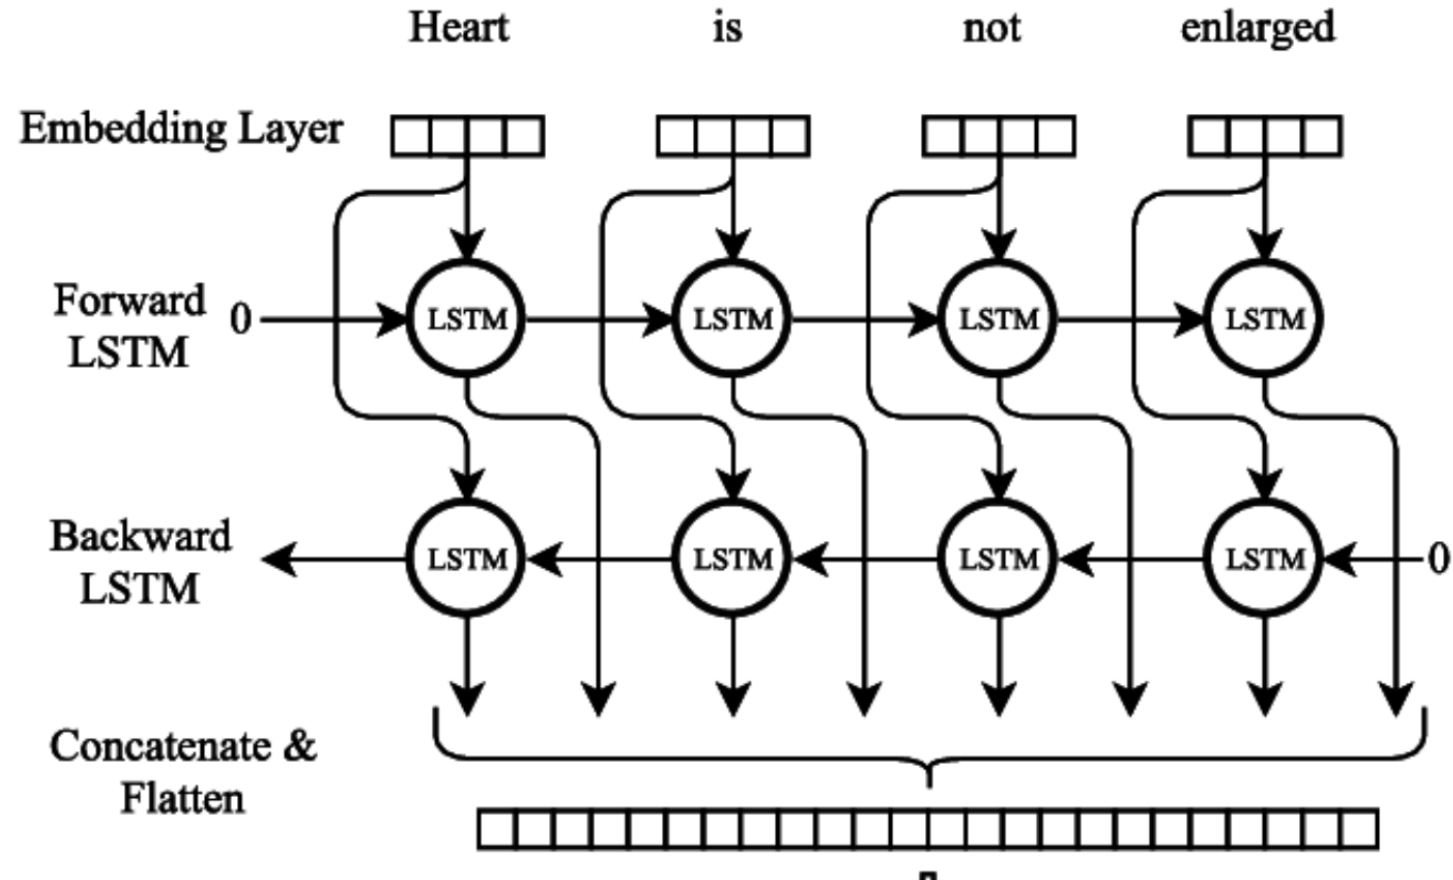 Heart is not enlarged
Embedding Layer
Forward
LSTM
0 LSTM LSTM LSTM LSTM
Backward
LSTM
LSTM LSTM LSTM LSTM 0
Concatenate &
Flatten